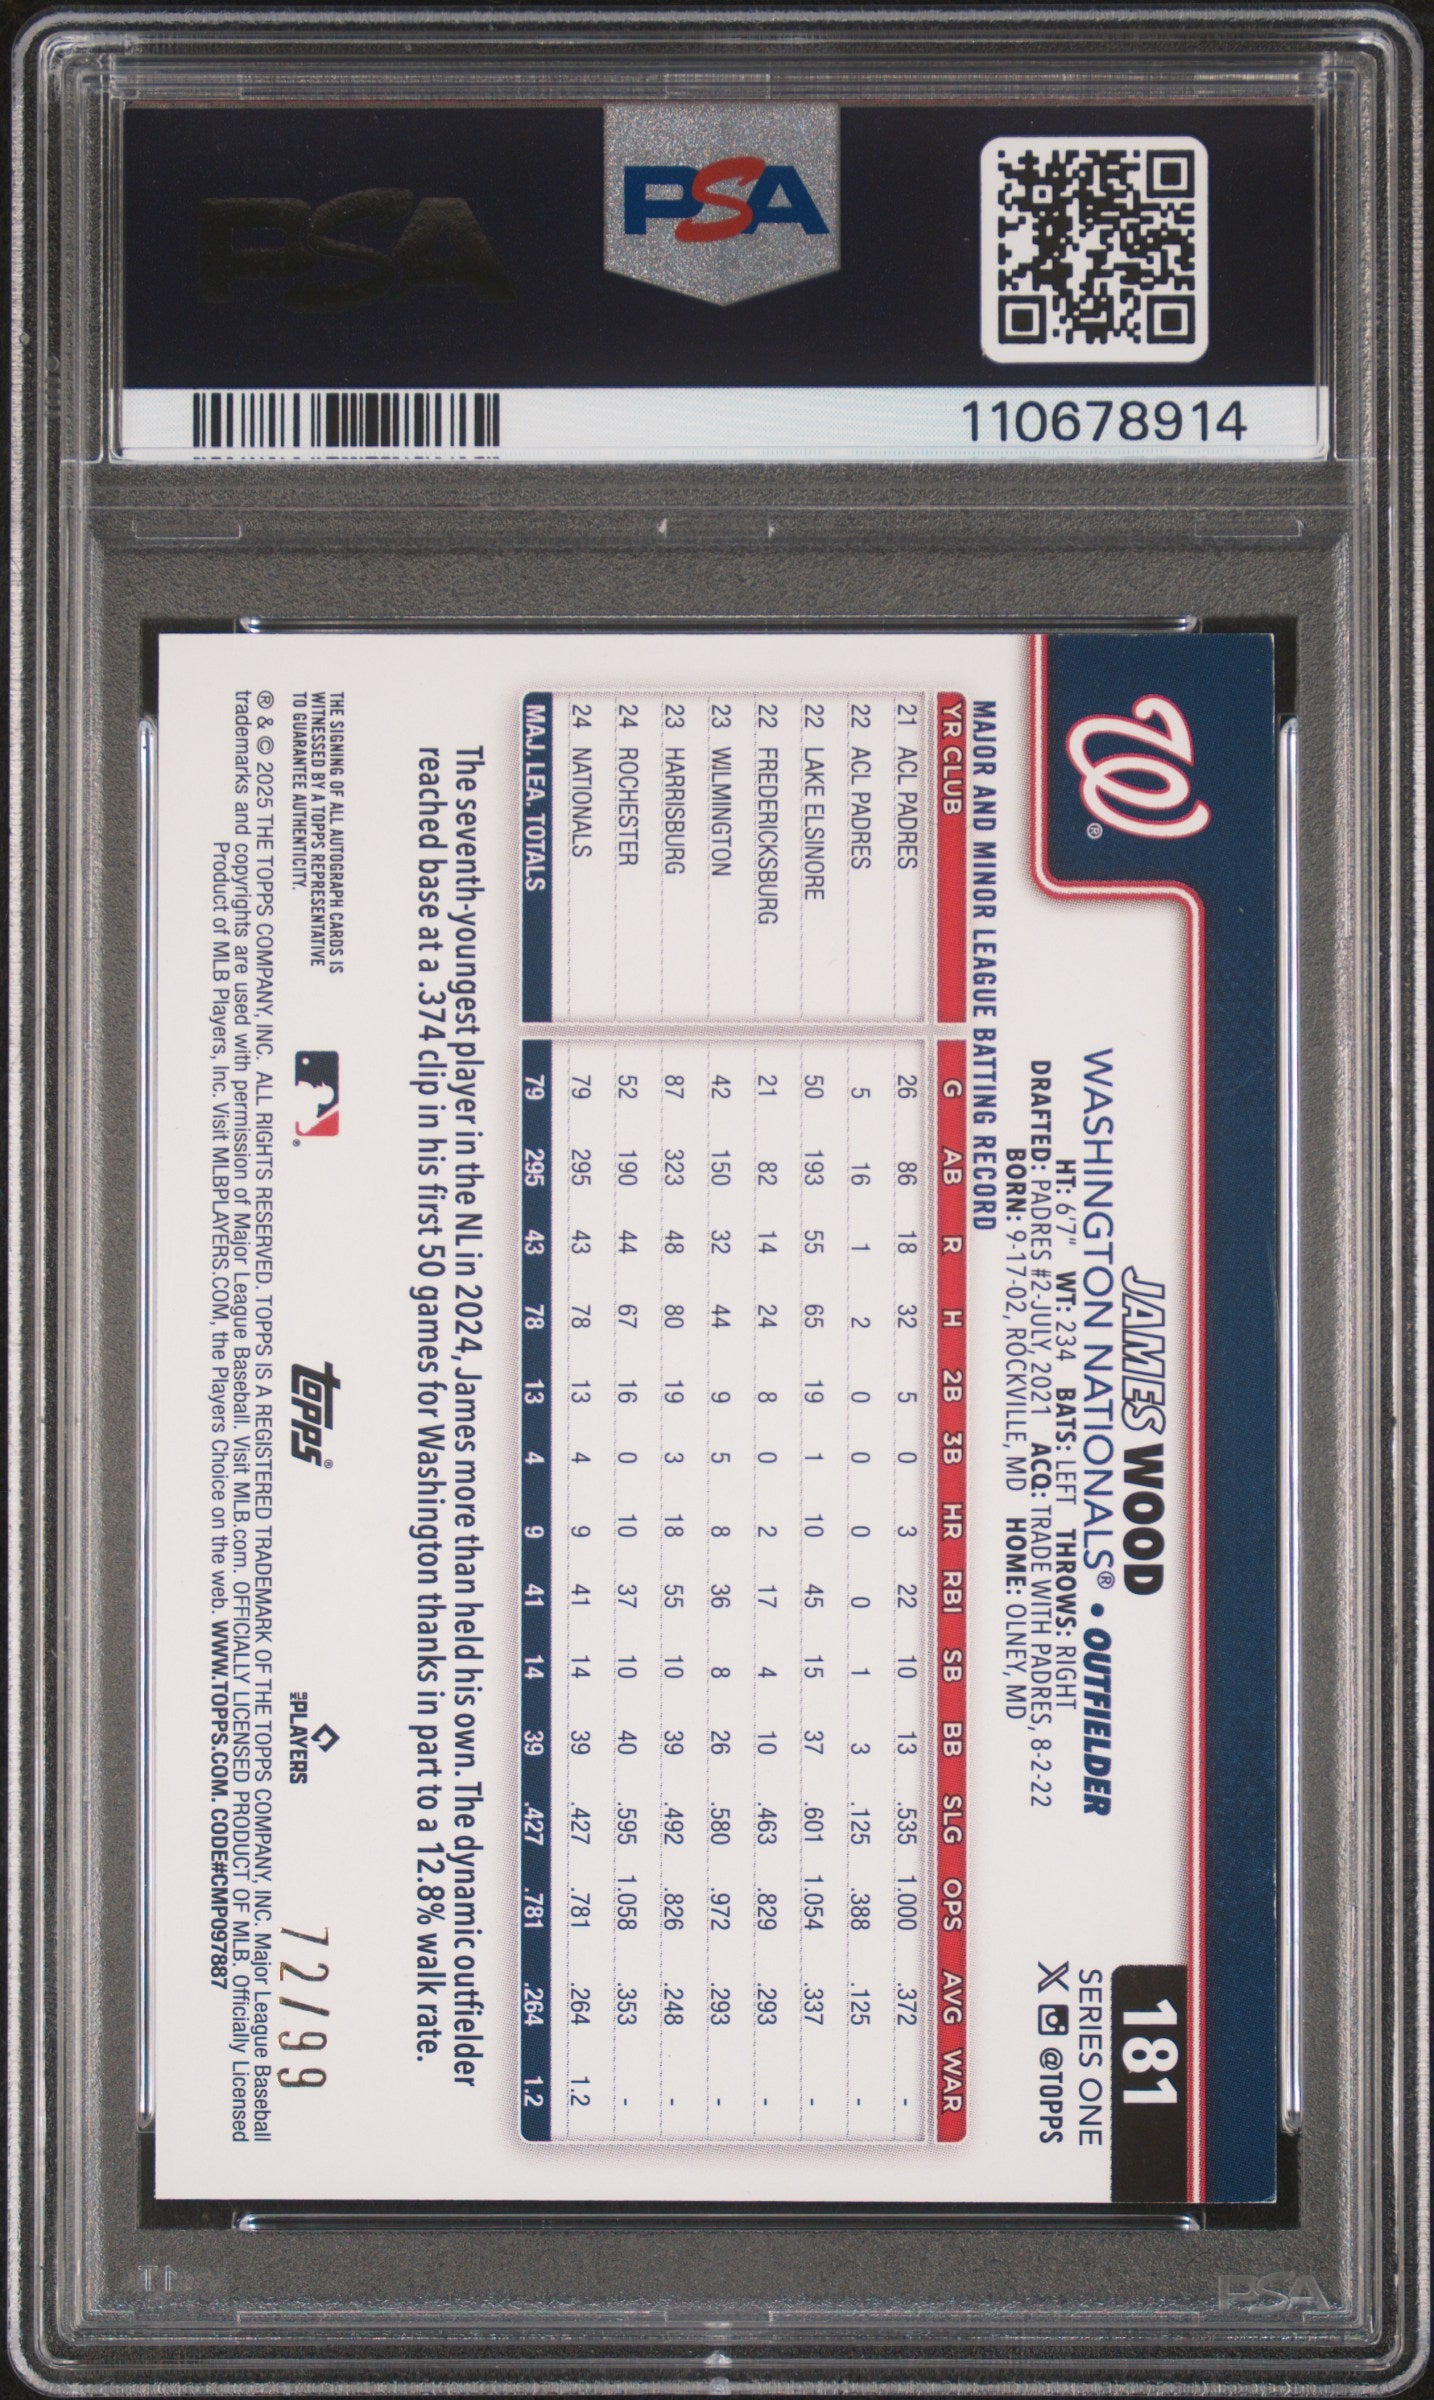 PSA
PSA
110678914
181
SERIES ONE
@TOPPS
W®
JAMES WOOD
WASHINGTON NATIONALS® • OUTFIELDER
HT: 6'7" WT: 234 BATS: LEFT THROWS: RIGHT
DRAFTED: PADRES #2-JULY, 2021 ACQ: TRADE WITH PADRES, 8-2-22
BORN: 9-17-02, ROCKVILLE, MD HOME: OLNEY, MD
MAJOR AND MINOR LEAGUE BATTING RECORD
YR CLUB G AB R H 2B 3B HR RBI SB BB SLG OPS AVG WAR
21 ACL PADRES 26 86 18 32 5 0 3 22 10 13 .535 1.000 .372 -
22 ACL PADRES 5 16 1 2 0 0 0 0 1 3 .125 .388 .125 -
22 LAKE ELSINORE 50 193 55 65 19 1 10 45 15 37 .601 1.054 .337 -
22 FREDERICKSBURG 21 82 14 24 8 0 2 17 4 10 .463 .829 .293 -
23 WILMINGTON 42 150 32 44 9 5 8 36 8 26 .580 .972 .293 -
23 HARRISBURG 87 323 48 80 19 3 18 55 10 39 .492 .826 .248 -
24 ROCHESTER 52 190 44 67 16 0 10 37 10 40 .595 1.058 .353 -
24 NATIONALS 79 295 43 78 13 4 9 41 14 39 .427 .781 .264 1.2
MAJ. LEA. TOTALS 79 295 43 78 13 4 9 41 14 39 .427 .781 .264 1.2
The seventh-youngest player in the NL in 2024, James more than held his own. The dynamic outfielder
reached base at a .374 clip in his first 50 games for Washington thanks in part to a 12.8% walk rate.
THE SIGNING OF ALL AUTOGRAPH CARDS IS
WITNESSED BY A TOPPS REPRESENTATIVE
TO GUARANTEE AUTHENTICITY.
topps®
MLB PLAYERS
72/99
® & © 2025 THE TOPPS COMPANY, INC. ALL RIGHTS RESERVED. TOPPS IS A REGISTERED TRADEMARK OF THE TOPPS COMPANY, INC. Major League Baseball
trademarks and copyrights are used with permission of Major League Baseball. Visit MLB.com. OFFICIALLY LICENSED PRODUCT OF MLB. Officially Licensed
Product of MLB Players, Inc. Visit MLBPLAYERS.COM, the Players Choice on the web. WWW.TOPPS.COM. CODE#CMP097887
PSA